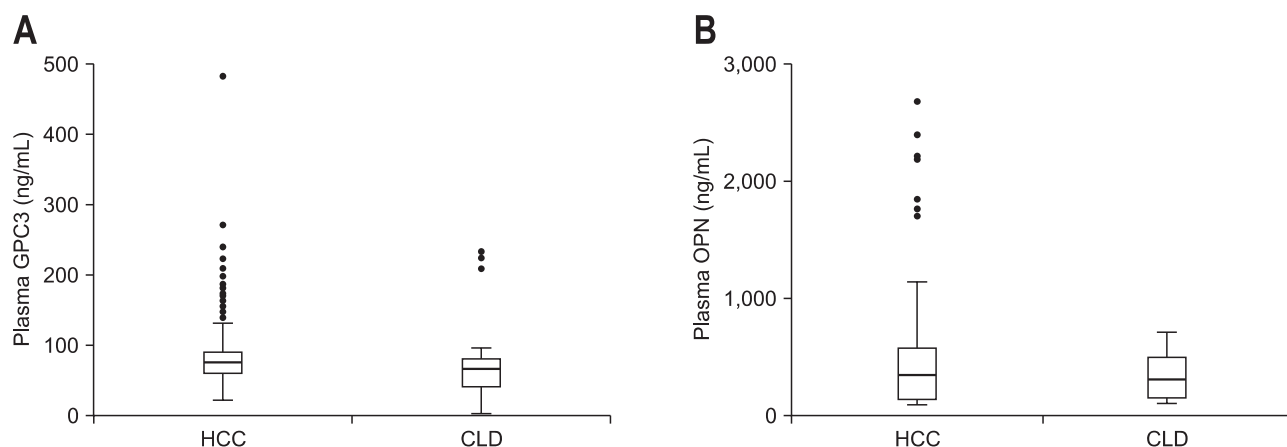 A
Plasma GPC3 (ng/mL)
500
400
300
200
100
0
HCC CLD
B
Plasma OPN (ng/mL)
3,000
2,000
1,000
0
HCC CLD